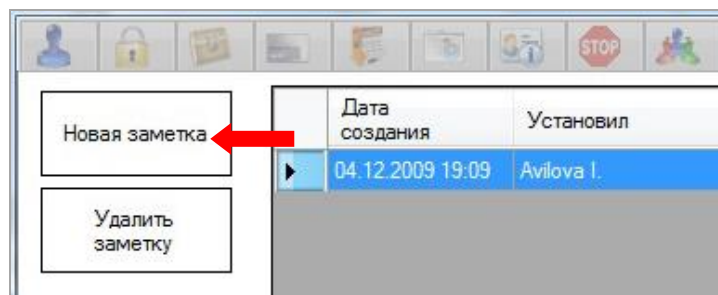 STOP
Новая заметка
Дата
создания
Установил
04.12.2009 19:09
Avilova I.
Удалить
заметку